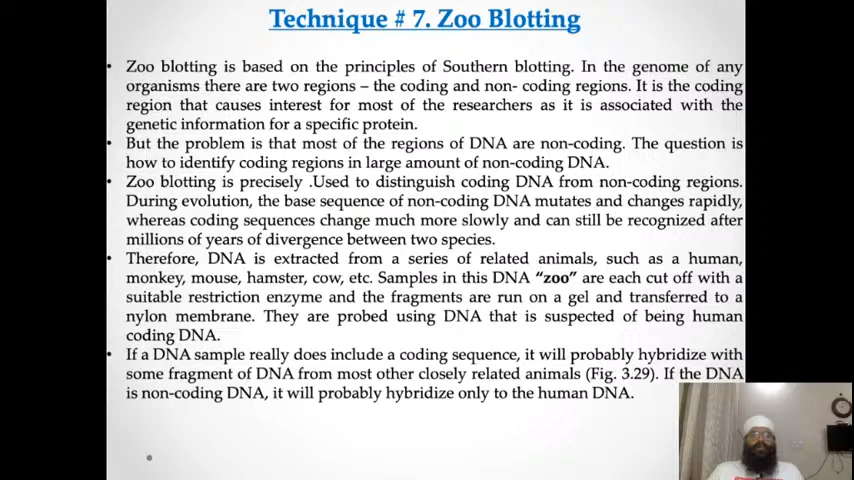 Technique # 7. Zoo Blotting
• Zoo blotting is based on the principles of Southern blotting. In the genome of any
organisms there are two regions – the coding and non- coding regions. It is the coding
region that causes interest for most of the researchers as it is associated with the
genetic information for a specific protein.
• But the problem is that most of the regions of DNA are non-coding. The question is
how to identify coding regions in large amount of non-coding DNA.
• Zoo blotting is precisely .Used to distinguish coding DNA from non-coding regions.
During evolution, the base sequence of non-coding DNA mutates and changes rapidly,
whereas coding sequences change much more slowly and can still be recognized after
millions of years of divergence between two species.
• Therefore, DNA is extracted from a series of related animals, such as a human,
monkey, mouse, hamster, cow, etc. Samples in this DNA “zoo” are each cut off with a
suitable restriction enzyme and the fragments are run on a gel and transferred to a
nylon membrane. They are probed using DNA that is suspected of being human
coding DNA.
• If a DNA sample really does include a coding sequence, it will probably hybridize with
some fragment of DNA from most other closely related animals (Fig. 3.29). If the DNA
is non-coding DNA, it will probably hybridize only to the human DNA.